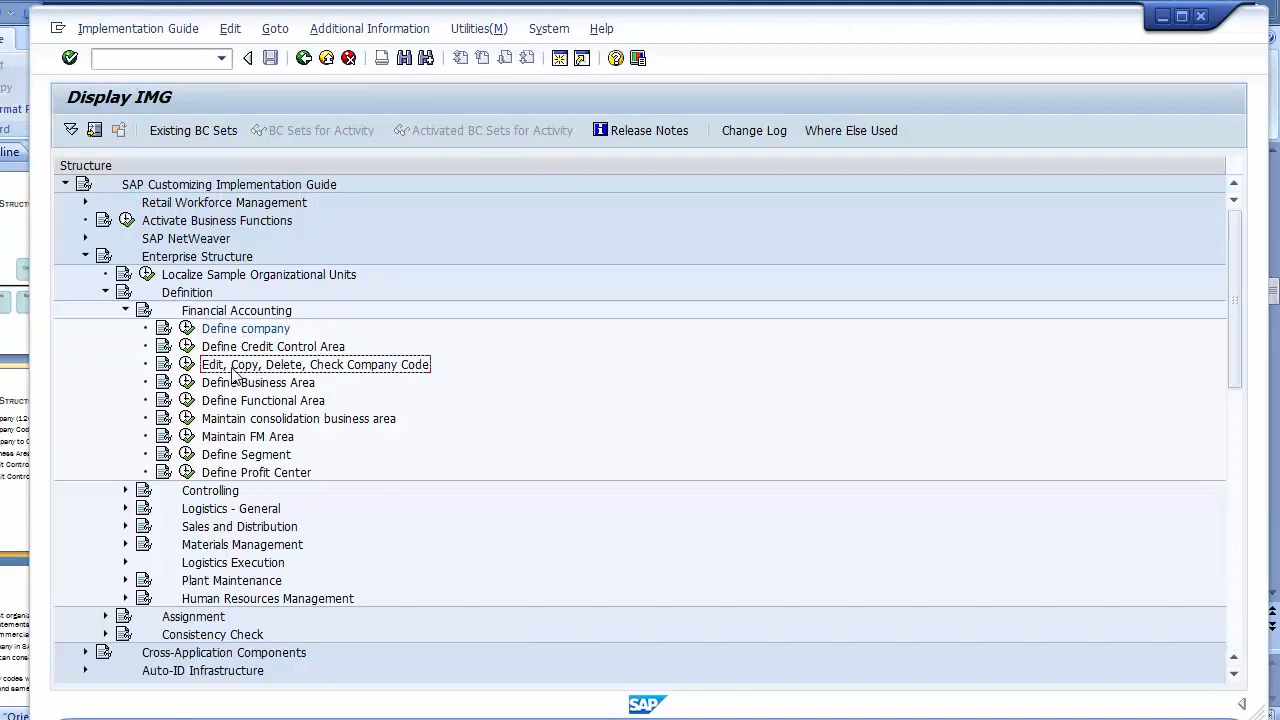 Implementation Guide Edit Goto Additional Information Utilities(M) System Help
Display IMG
Existing BC Sets BC Sets for Activity Activated BC Sets for Activity Release Notes Change Log Where Else Used
Structure
SAP Customizing Implementation Guide
Retail Workforce Management
Activate Business Functions
SAP NetWeaver
Enterprise Structure
Localize Sample Organizational Units
Definition
Financial Accounting
Define company
Define Credit Control Area
Edit, Copy, Delete, Check Company Code
Define Business Area
Define Functional Area
Maintain consolidation business area
Maintain FM Area
Define Segment
Define Profit Center
Controlling
Logistics - General
Sales and Distribution
Materials Management
Logistics Execution
Plant Maintenance
Human Resources Management
Assignment
Consistency Check
Cross-Application Components
Auto-ID Infrastructure
SAP